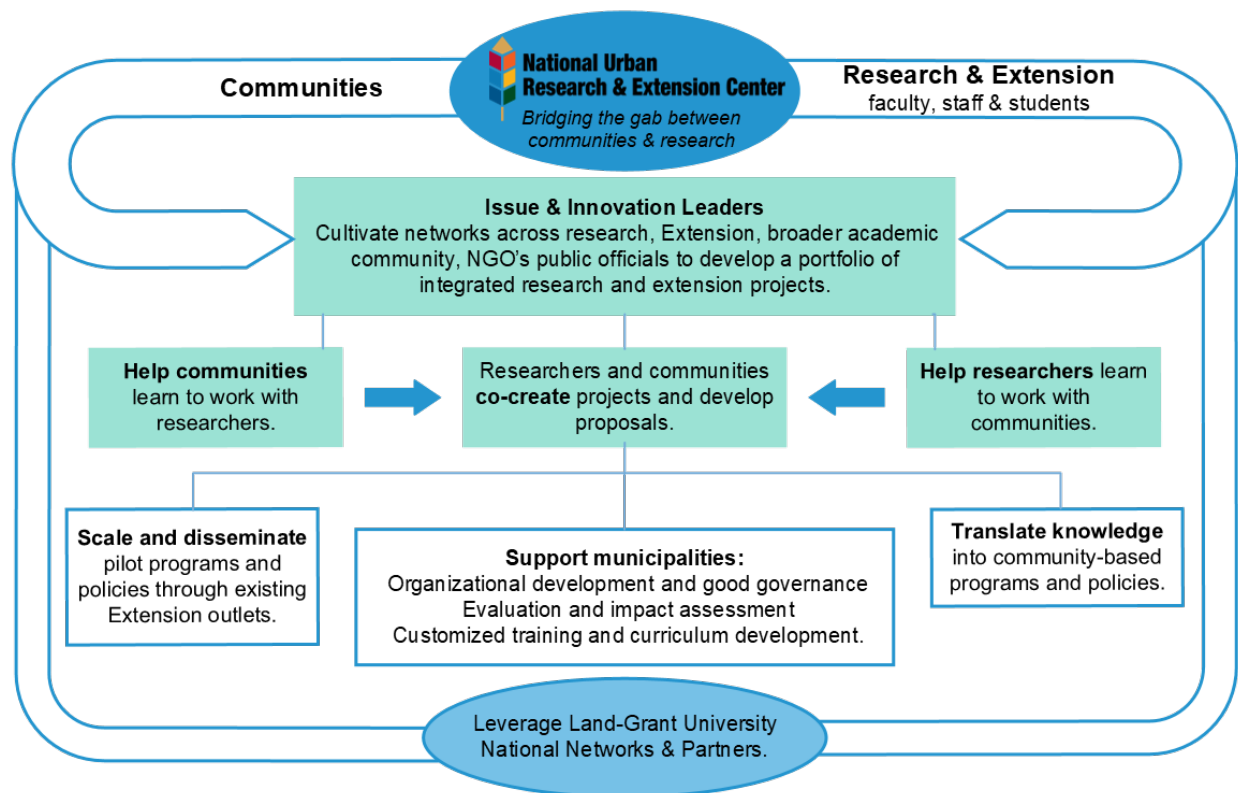 Communities
National Urban
Research & Extension Center
Bridging the gab between
communities & research
Research & Extension
faculty, staff & students
Issue & Innovation Leaders
Cultivate networks across research, Extension, broader academic
community, NGO's public officials to develop a portfolio of
integrated research and extension projects.
Help communities
learn to work with
researchers.
Researchers and communities
co-create projects and develop
proposals.
Help researchers learn
to work with
communities.
Scale and disseminate
pilot programs and
policies through existing
Extension outlets.
Support municipalities:
Organizational development and good governance
Evaluation and impact assessment
Customized training and curriculum development.
Translate knowledge
into community-based
programs and policies.
Leverage Land-Grant University
National Networks & Partners.